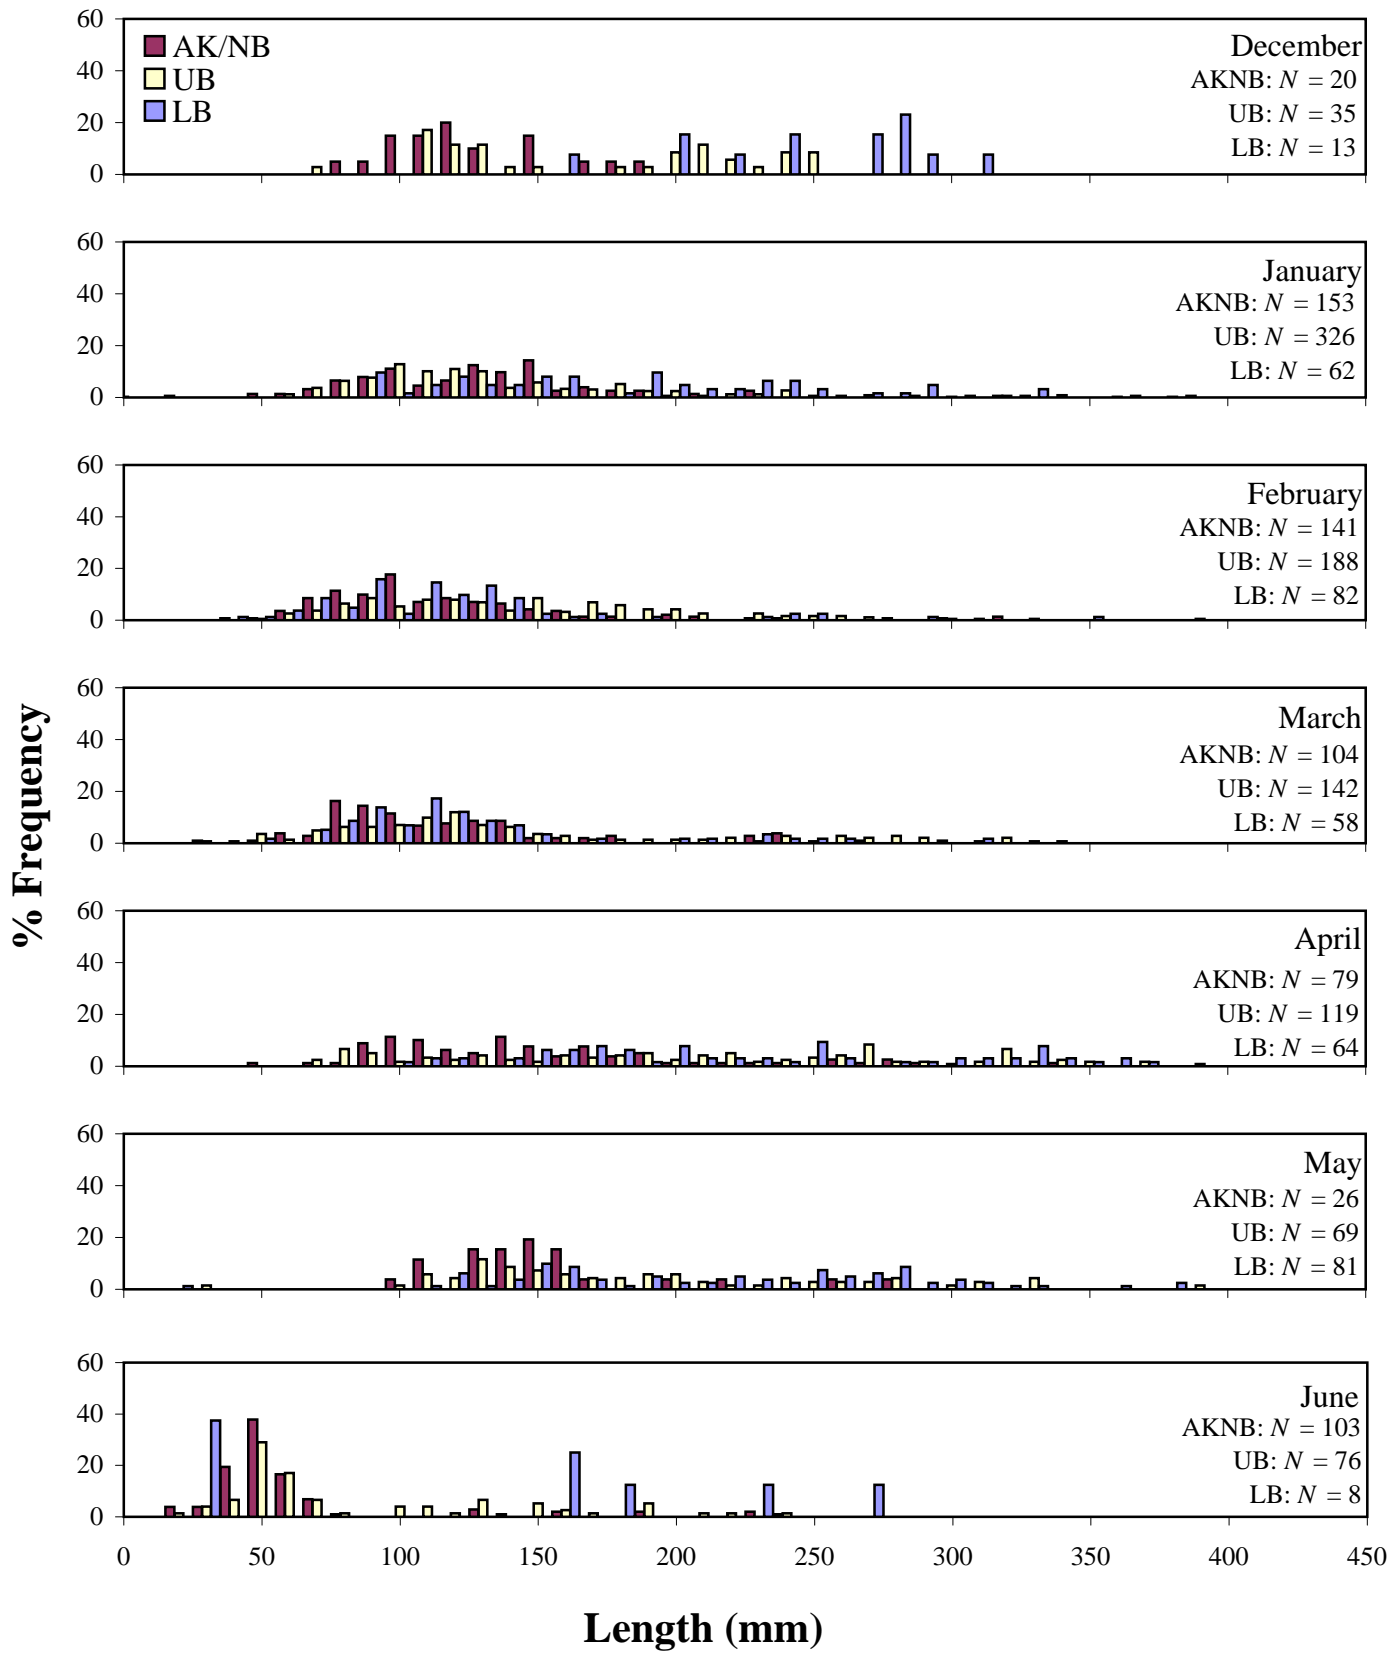 60
40
20
0
AK/NB
UB
LB
December
AKNB: N = 20
UB: N = 35
LB: N = 13
60
40
20
0
January
AKNB: N = 153
UB: N = 326
LB: N = 62
60
40
20
0
February
AKNB: N = 141
UB: N = 188
LB: N = 82
60
40
20
0
March
AKNB: N = 104
UB: N = 142
LB: N = 58
% Frequency
60
40
20
0
April
AKNB: N = 79
UB: N = 119
LB: N = 64
60
40
20
0
May
AKNB: N = 26
UB: N = 69
LB: N = 81
60
40
20
0
June
AKNB: N = 103
UB: N = 76
LB: N = 8
0 50 100 150 200 250 300 350 400 450
Length (mm)